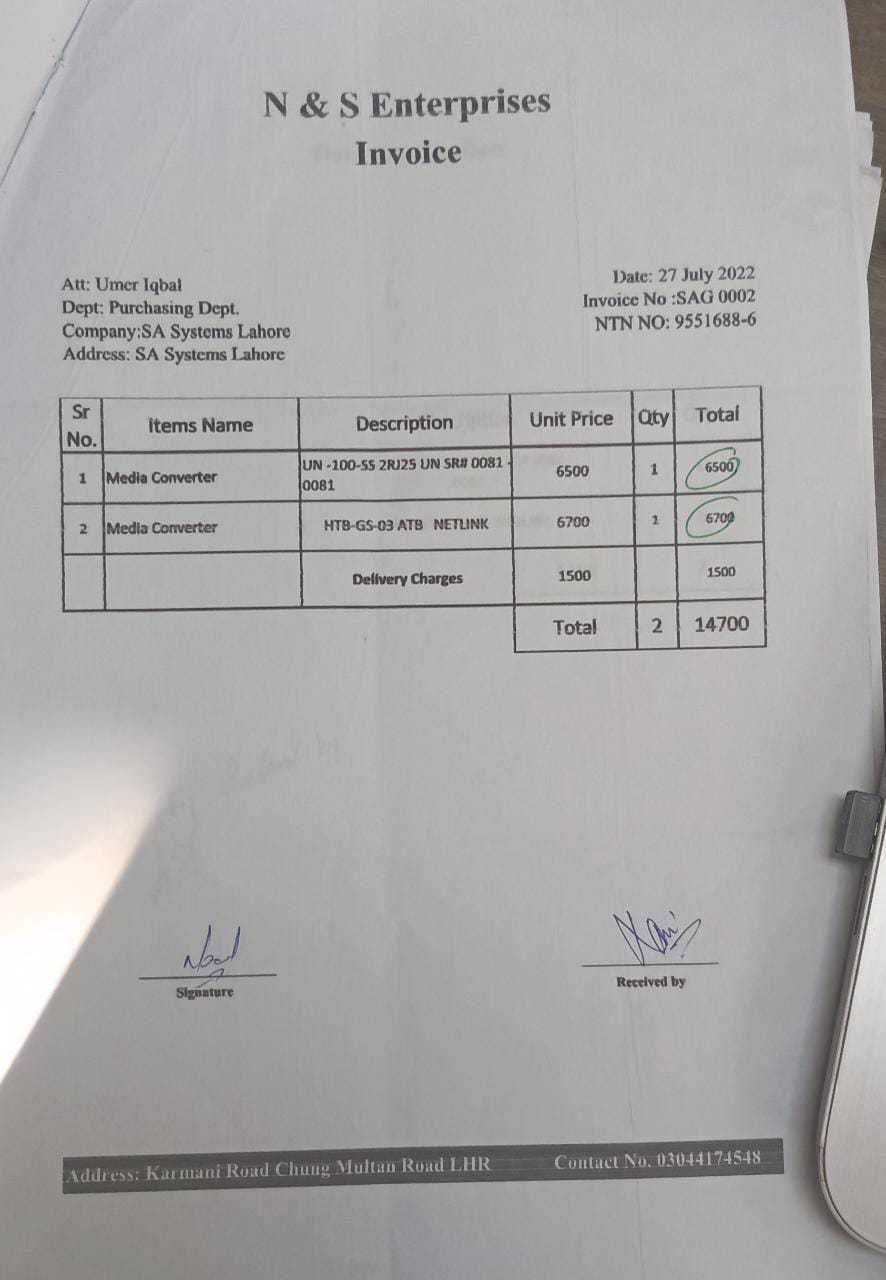 N & S Enterprises
Invoice
Att: Umer Iqbal
Dept: Purchasing Dept.
Company:SA Systems Lahore
Address: SA Systems Lahore
Date: 27 July 2022
Invoice No :SAG 0002
NTN NO: 9551688-6
Sr No. Items Name Description Unit Price Qty Total
1 Media Converter UN -100-SS 2RJ25 UN SR# 0081 - 0081 6500 1 6500
2 Media Converter HTB-GS-03 ATB NETLINK 6700 1 6700
Delivery Charges 1500 1500
Total 2 14700
Signature
Received by
Address: Karmani Road Chung Multan Road LHR Contact No. 03044174548